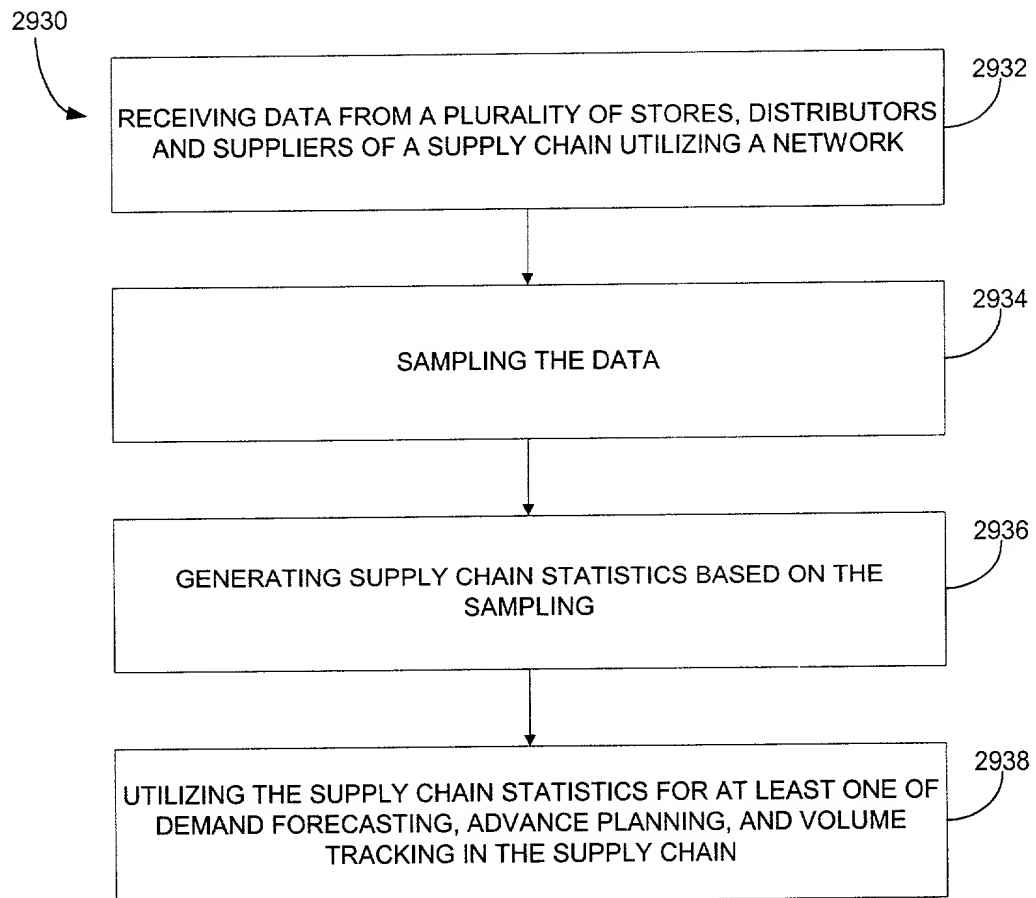 2930
2932
RECEIVING DATA FROM A PLURALITY OF STORES, DISTRIBUTORS
AND SUPPLIERS OF A SUPPLY CHAIN UTILIZING A NETWORK
2934
SAMPLING THE DATA
2936
GENERATING SUPPLY CHAIN STATISTICS BASED ON THE
SAMPLING
2938
UTILIZING THE SUPPLY CHAIN STATISTICS FOR AT LEAST ONE OF
DEMAND FORECASTING, ADVANCE PLANNING, AND VOLUME
TRACKING IN THE SUPPLY CHAIN